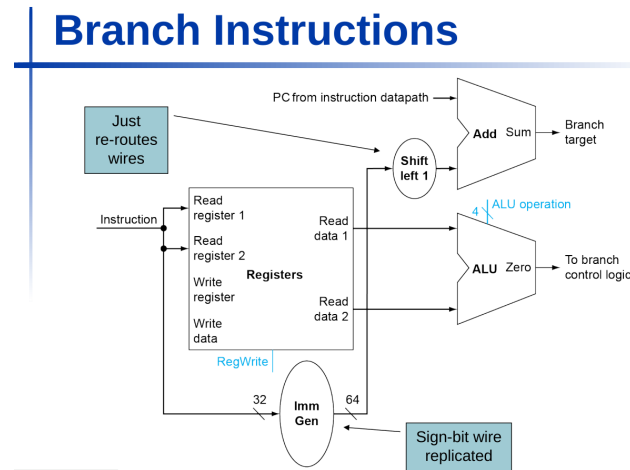 Branch Instructions
PC from instruction datapath
Just
re-routes
wires
Add Sum
Branch
target
Shift
left 1
Instruction
Read
register 1
Read
register 2
Write
register
Write
data
Registers
Read
data 1
Read
data 2
RegWrite
4
ALU operation
ALU Zero
To branch
control logic
32
Imm
Gen
64
Sign-bit wire
replicated